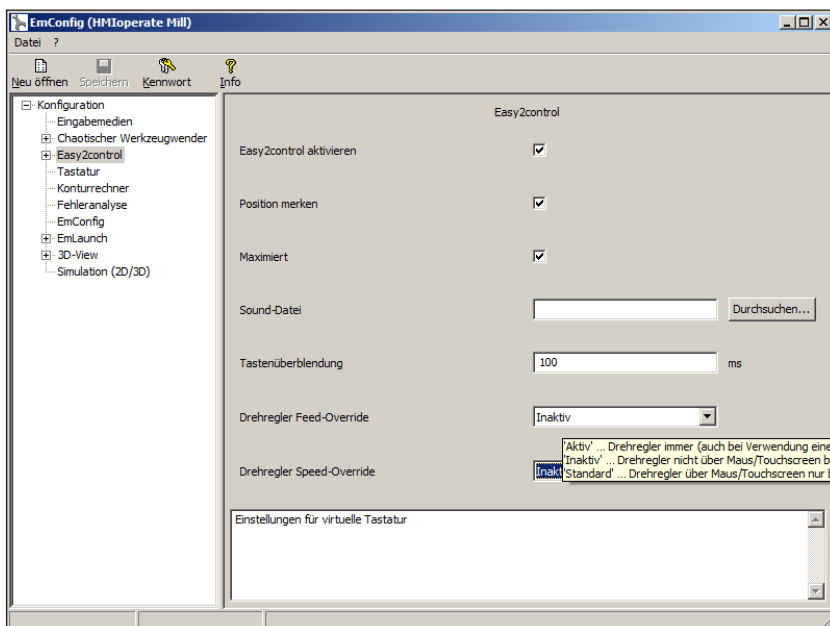 EmConfig (HMIoperate Mill)
Datei ?
Neu öffnen Speichern Kennwort Info
Konfiguration
Eingabemedien
Chaotischer Werkzeugwender
Easy2control
Tastatur
Konturrechner
Fehleranalyse
EmConfig
EmLaunch
3D-View
Simulation (2D/3D)
Easy2control
Easy2control aktivieren
Position merken
Maximiert
Sound-Datei Durchsuchen...
Tastenüberblendung 100 ms
Drehregler Feed-Override Inaktiv
'Aktiv' ... Drehregler immer (auch bei Verwendung eine
'Inaktiv' ... Drehregler nicht über Maus/Touchscreen b
'Standard' ... Drehregler über Maus/Touchscreen nur b
Drehregler Speed-Override Inakt
Einstellungen für virtuelle Tastatur